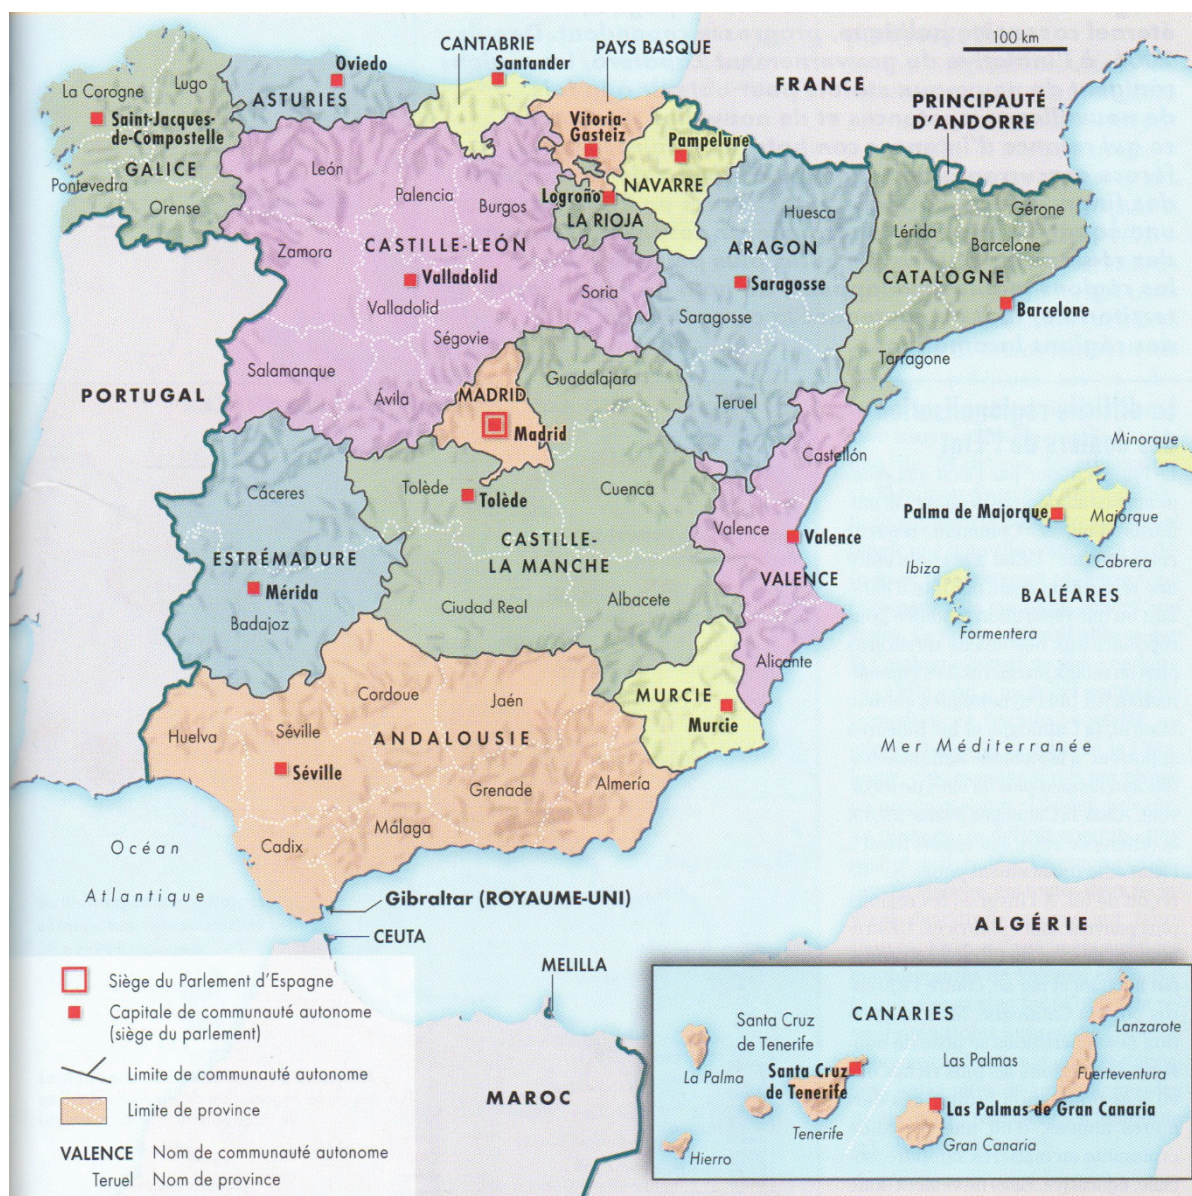 100 km
CANTABRIE
Santander
PAYS BASQUE
Oviedo
FRANCE
La Corogne
Lugo
ASTURIES
PRINCIPAUTÉ
D'ANDORRE
Saint-Jacques-
de-Compostelle
Vitoria-
Gasteiz
Pampelune
GALICE
León
Pontevedra
Orense
Palencia
Burgos
Logroño
NAVARRE
LA RIOJA
Huesca
Gérone
Zamora
CASTILLE-LEÓN
ARAGON
Lérida
Barcelone
Valladolid
Valladolid
Soria
Saragosse
Saragosse
CATALOGNE
Barcelone
Ségovie
Salamanque
Ávila
Guadalajara
Tarragone
PORTUGAL
MADRID
Madrid
Teruel
Castellón
Minorque
Cáceres
Tolède
Tolède
Cuenca
Palma de Majorque
Majorque
Valence
Valence
ESTRÉMADURE
CASTILLE-
LA MANCHE
VALENCE
Ibiza
Cabrera
BALÉARES
Mérida
Badajoz
Ciudad Real
Albacete
Formentera
Alicante
Cordoue
Jaén
MURCIE
Murcie
Huelva
Séville
ANDALOUSIE
Mer Méditerranée
Séville
Grenade
Almería
Málaga
Cadix
Océan
Atlantique
Gibraltar (ROYAUME-UNI)
CEUTA
ALGÉRIE
MELILLA
MAROC
Siège du Parlement d'Espagne
Capitale de communauté autonome
(siège du parlement)
Limite de communauté autonome
Limite de province
VALENCE Nom de communauté autonome
Teruel Nom de province
CANARIES
Santa Cruz
de Tenerife
Lanzarote
La Palma
Santa Cruz
de Tenerife
Las Palmas
Fuerteventura
Las Palmas de Gran Canaria
Tenerife
Gran Canaria
Hierro